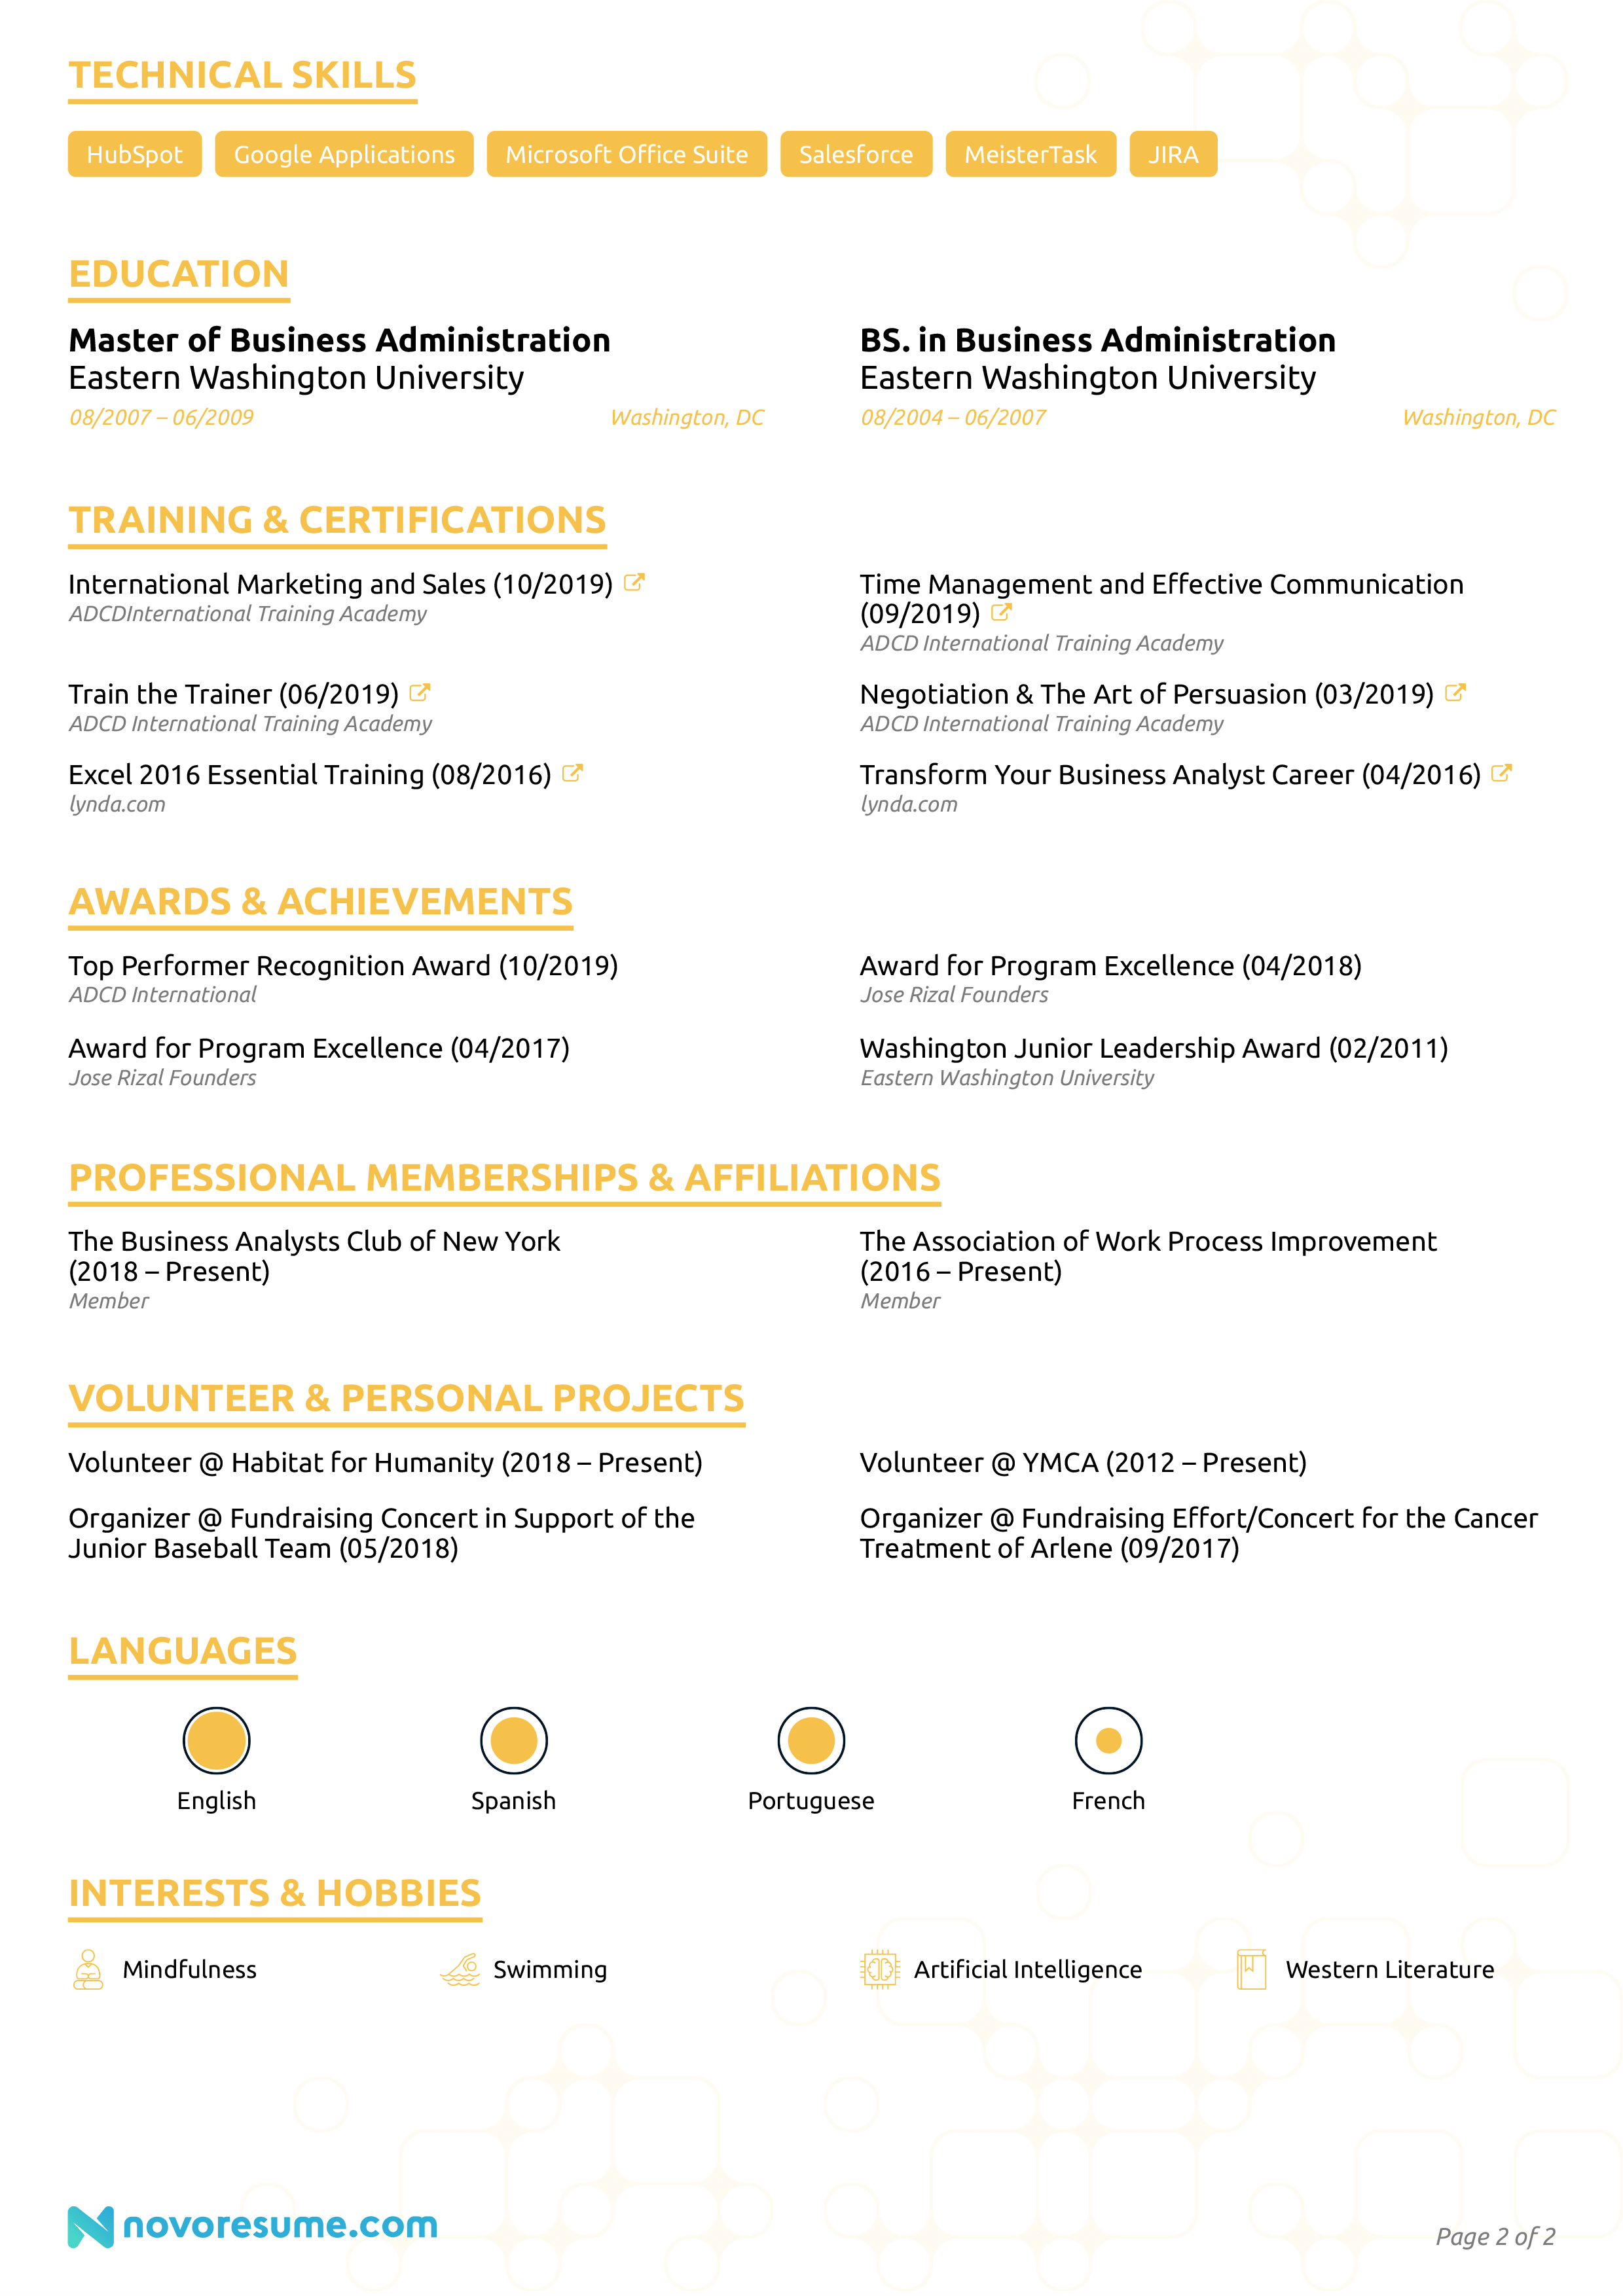 TECHNICAL SKILLS
HubSpot Google Applications Microsoft Office Suite Salesforce MeisterTask JIRA
EDUCATION
Master of Business Administration
Eastern Washington University
08/2007 – 06/2009 Washington, DC
BS. in Business Administration
Eastern Washington University
08/2004 – 06/2007 Washington, DC
TRAINING & CERTIFICATIONS
International Marketing and Sales (10/2019)
ADCDInternational Training Academy
Time Management and Effective Communication
(09/2019)
ADCD International Training Academy
Train the Trainer (06/2019)
ADCD International Training Academy
Negotiation & The Art of Persuasion (03/2019)
ADCD International Training Academy
Excel 2016 Essential Training (08/2016)
lynda.com
Transform Your Business Analyst Career (04/2016)
lynda.com
AWARDS & ACHIEVEMENTS
Top Performer Recognition Award (10/2019)
ADCD International
Award for Program Excellence (04/2018)
Jose Rizal Founders
Award for Program Excellence (04/2017)
Jose Rizal Founders
Washington Junior Leadership Award (02/2011)
Eastern Washington University
PROFESSIONAL MEMBERSHIPS & AFFILIATIONS
The Business Analysts Club of New York
(2018 – Present)
Member
The Association of Work Process Improvement
(2016 – Present)
Member
VOLUNTEER & PERSONAL PROJECTS
Volunteer @ Habitat for Humanity (2018 – Present)
Volunteer @ YMCA (2012 – Present)
Organizer @ Fundraising Concert in Support of the
Junior Baseball Team (05/2018)
Organizer @ Fundraising Effort/Concert for the Cancer
Treatment of Arlene (09/2017)
LANGUAGES
English Spanish Portuguese French
INTERESTS & HOBBIES
Mindfulness Swimming Artificial Intelligence Western Literature
novoresume.com
Page 2 of 2